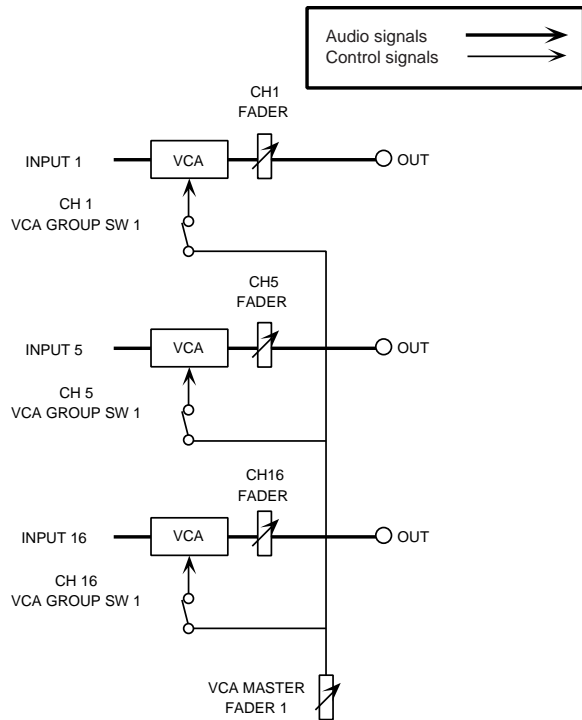 Audio signals
Control signals
CH1
FADER
INPUT 1
VCA
OUT
CH 1
VCA GROUP SW 1
CH5
FADER
INPUT 5
VCA
OUT
CH 5
VCA GROUP SW 1
CH16
FADER
INPUT 16
VCA
OUT
CH 16
VCA GROUP SW 1
VCA MASTER
FADER 1